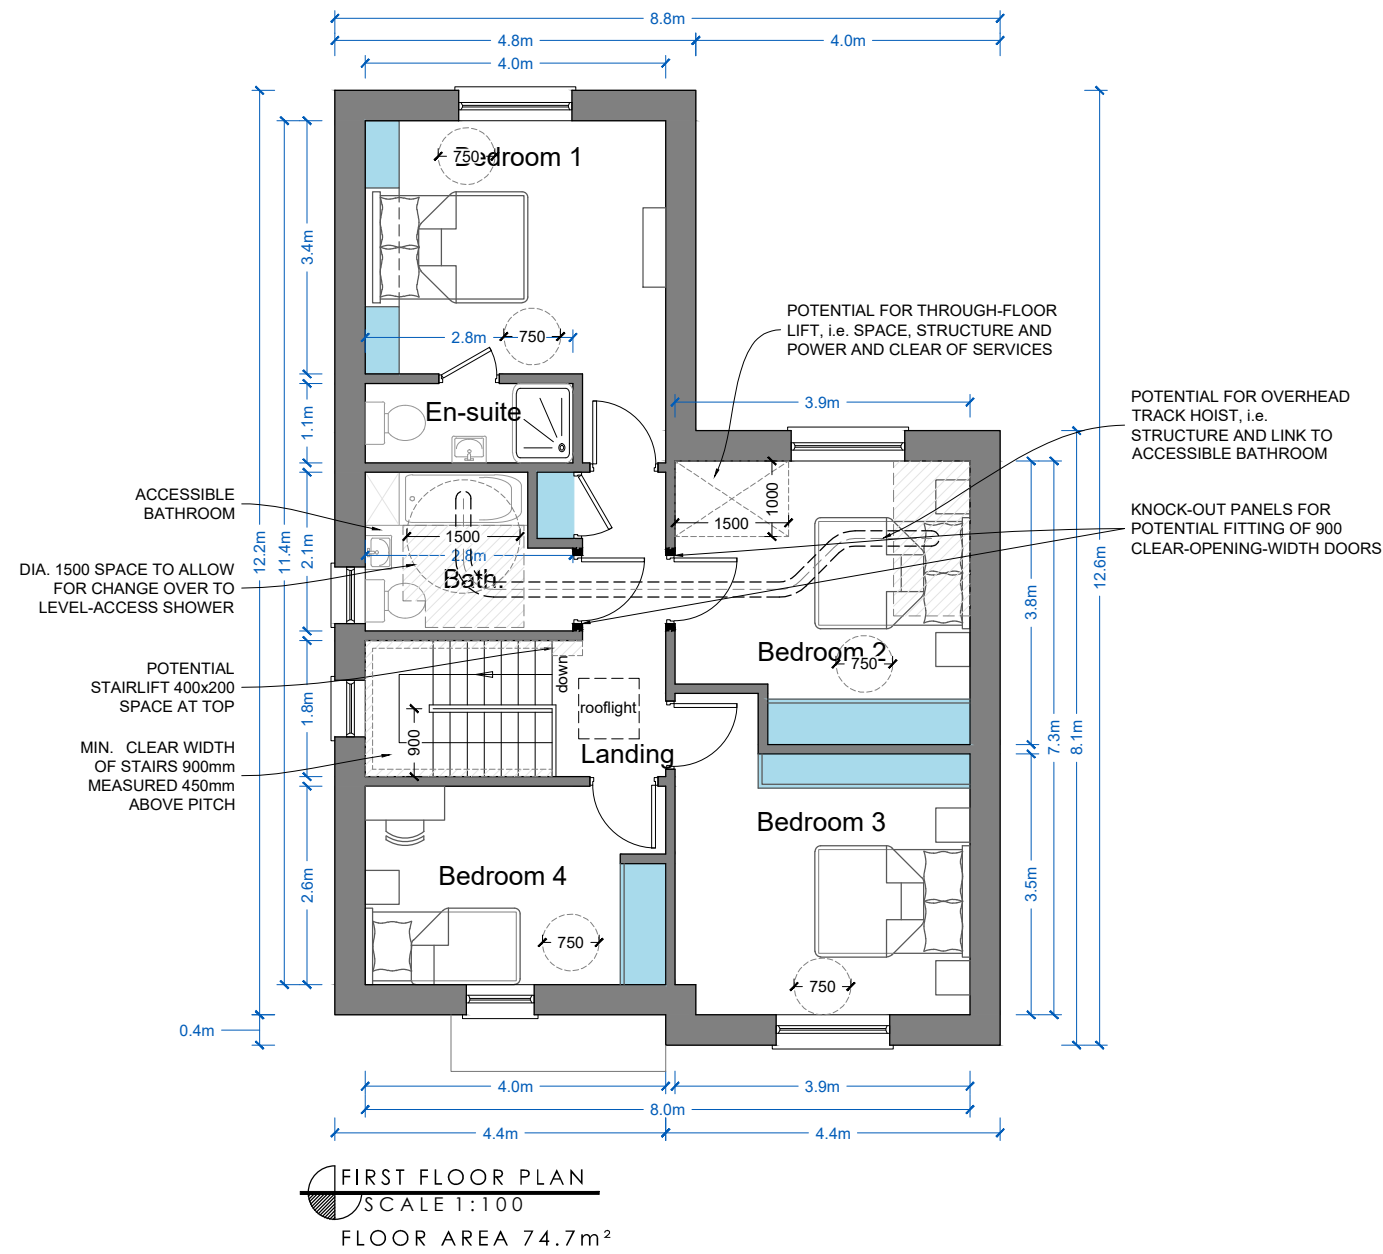 8.8m
4.8m
4.0m
4.0m
Bedroom 1
750
3.4m
2.8m
750
POTENTIAL FOR THROUGH-FLOOR
LIFT, i.e. SPACE, STRUCTURE AND
POWER AND CLEAR OF SERVICES
POTENTIAL FOR OVERHEAD
TRACK HOIST, i.e.
STRUCTURE AND LINK TO
ACCESSIBLE BATHROOM
3.9m
En-suite
1.1m
ACCESSIBLE
BATHROOM
KNOCK-OUT PANELS FOR
POTENTIAL FITTING OF 900
CLEAR-OPENING-WIDTH DOORS
1500
1000
1500
2.8m
Bath.
12.2m
11.4m
2.1m
12.6m
DIA. 1500 SPACE TO ALLOW
FOR CHANGE OVER TO
LEVEL-ACCESS SHOWER
3.8m
Bedroom 2
750
POTENTIAL
STAIRLIFT 400x200
SPACE AT TOP
down
rooflight
Landing
900
1.8m
7.3m
8.1m
MIN. CLEAR WIDTH
OF STAIRS 900mm
MEASURED 450mm
ABOVE PITCH
Bedroom 3
Bedroom 4
2.6m
3.5m
750
750
0.4m
4.0m
3.9m
8.0m
4.4m
4.4m
FIRST FLOOR PLAN
SCALE 1:100
FLOOR AREA 74.7m²